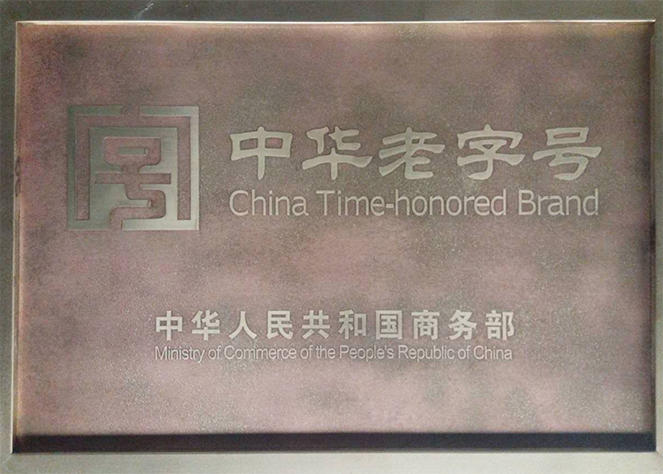 中华老字号
China Time-honored Brand
中华人民共和国商务部
Ministry of Commerce of the People's Republic of China